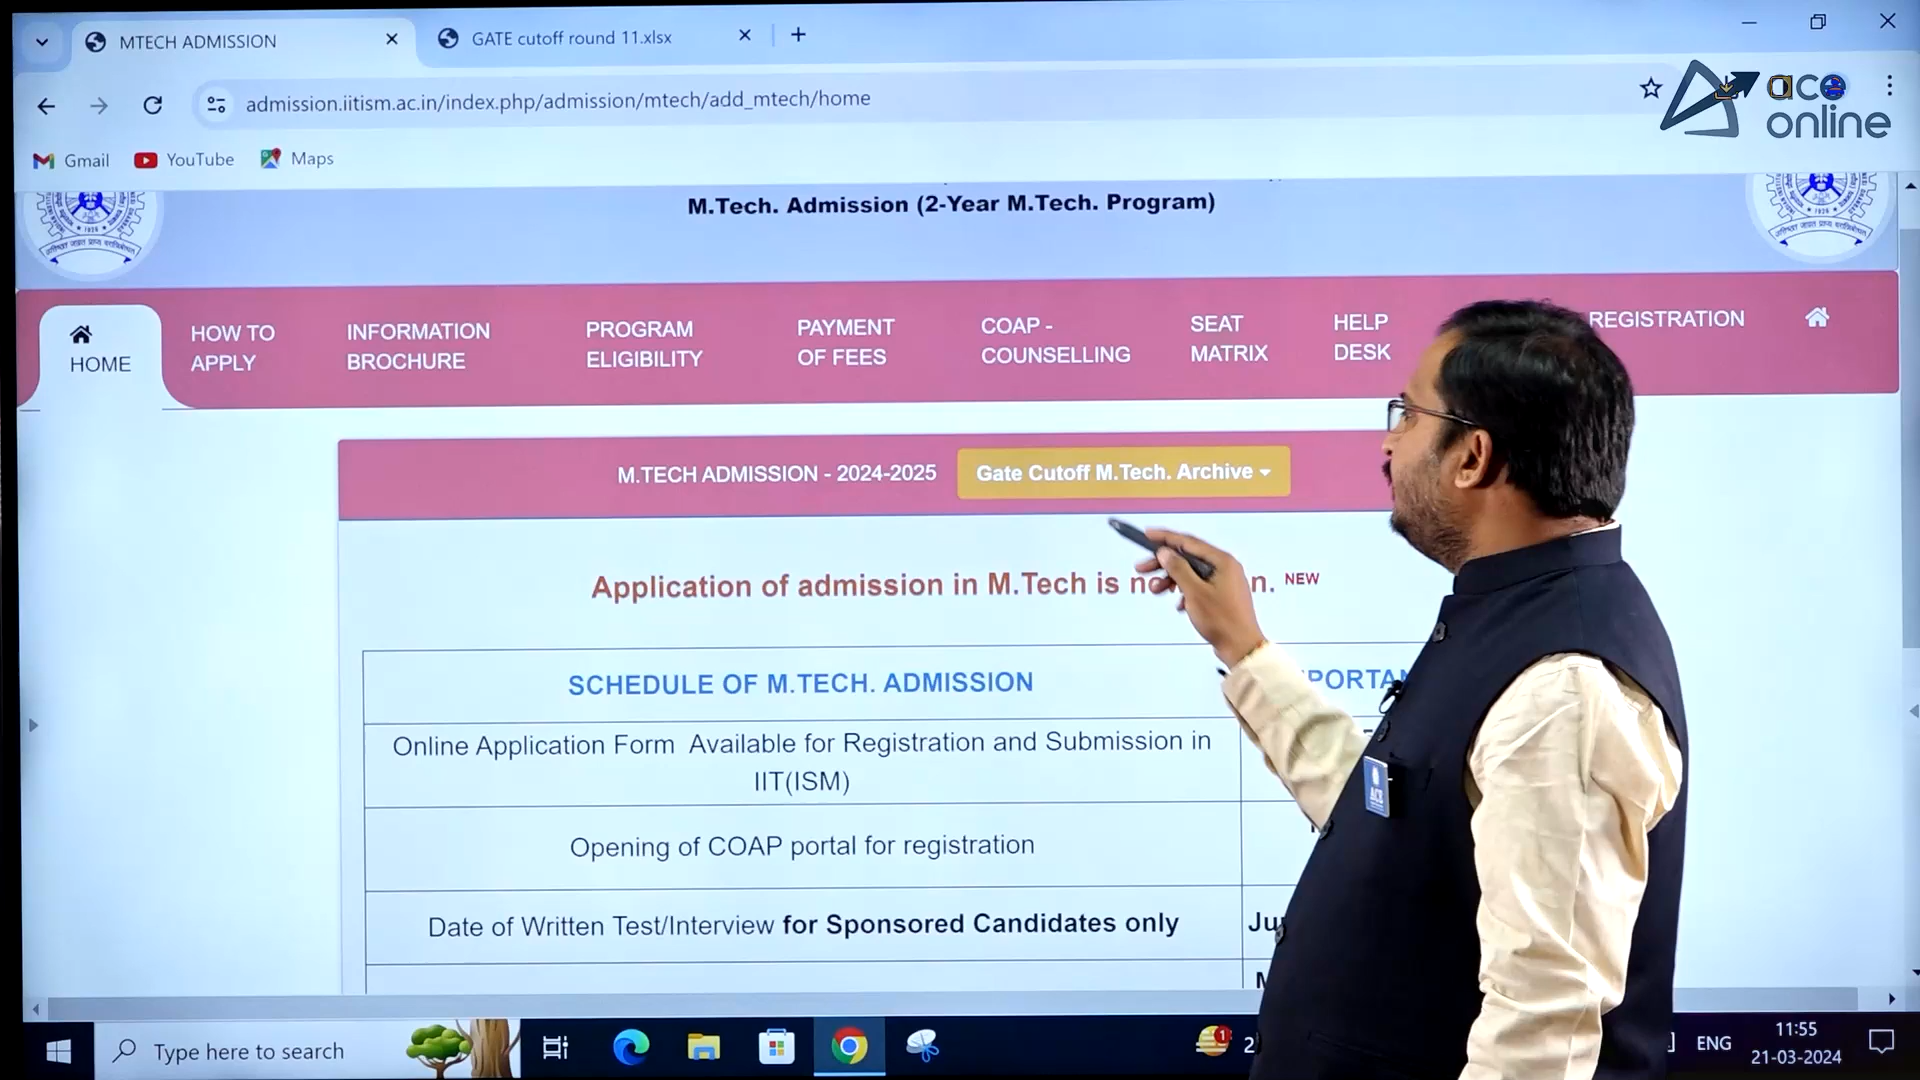 MTECH ADMISSION
GATE cutoff round 11.xlsx
admission.iitism.ac.in/index.php/admission/mtech/add_mtech/home
ace
online
Gmail
YouTube
Maps
M.Tech. Admission (2-Year M.Tech. Program)
HOME
HOW TO
APPLY
INFORMATION
BROCHURE
PROGRAM
ELIGIBILITY
PAYMENT
OF FEES
COAP -
COUNSELLING
SEAT
MATRIX
HELP
DESK
REGISTRATION
M.TECH ADMISSION - 2024-2025
Gate Cutoff M.Tech. Archive
Application of admission in M.Tech is
NEW
SCHEDULE OF M.TECH. ADMISSION
Online Application Form Available for Registration and Submission in
IIT(ISM)
Opening of COAP portal for registration
Date of Written Test/Interview for Sponsored Candidates only
ACE
Type here to search
1
2
ENG
11:55
21-03-2024